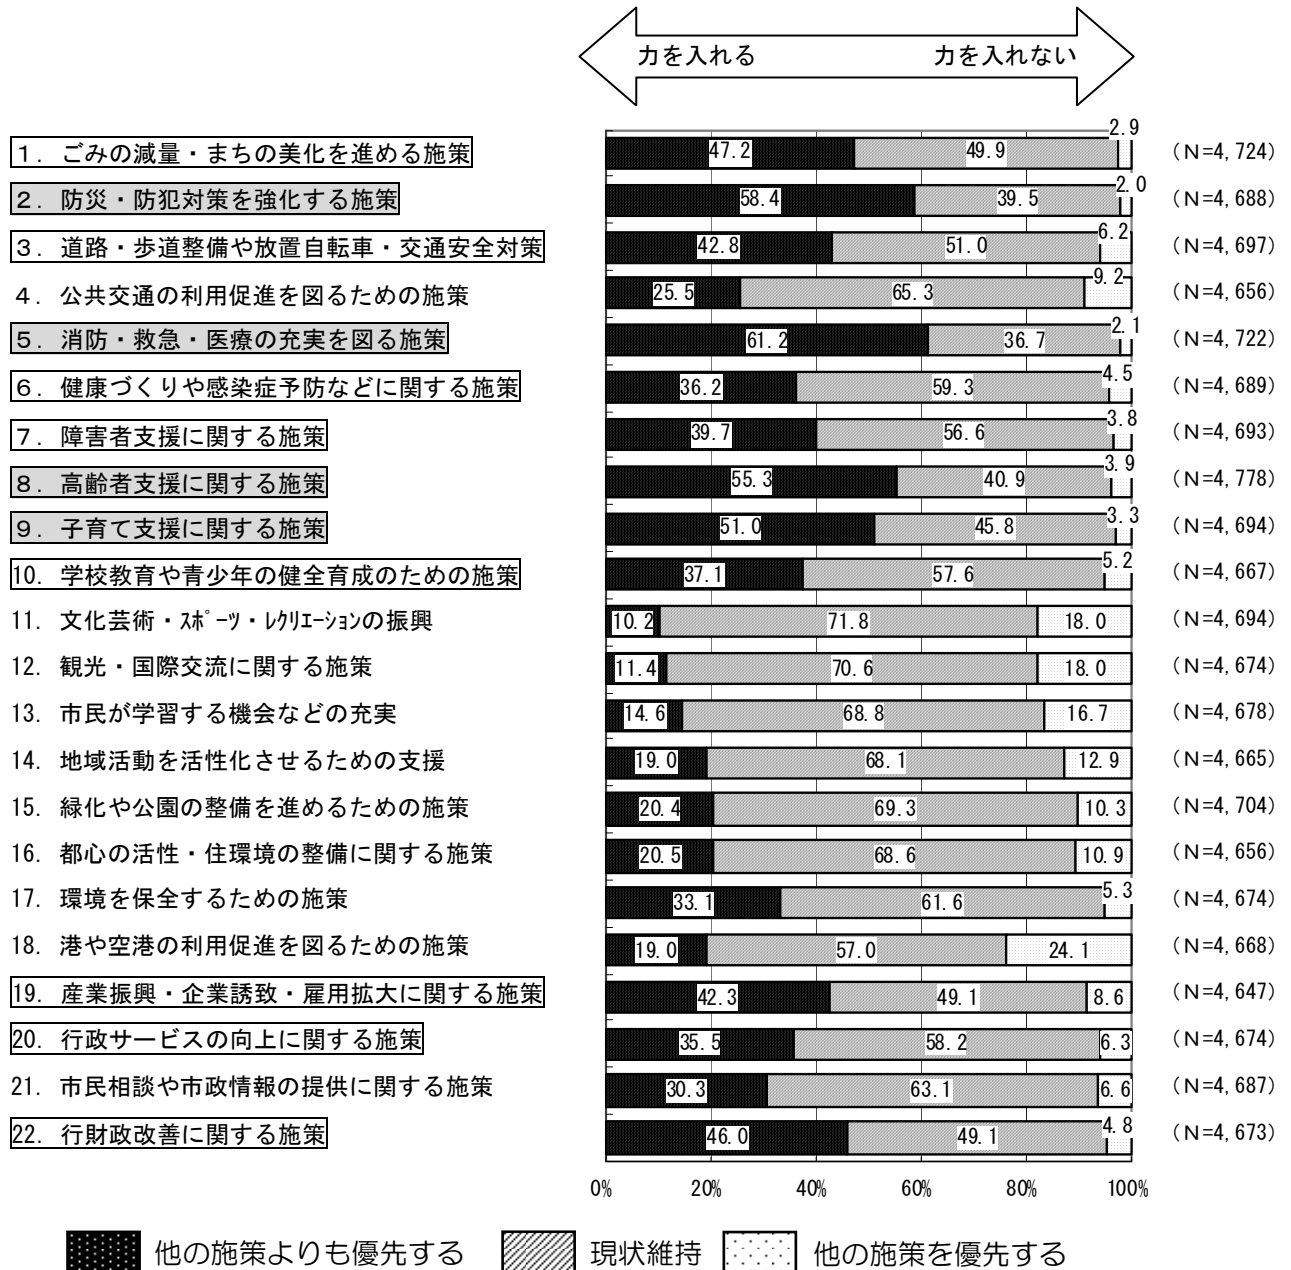 力を入れる　力を入れない
1. ごみの減量・まちの美化を進める施策 47.2 49.9 2.9 (N=4,724)
2. 防災・防犯対策を強化する施策 58.4 39.5 2.0 (N=4,688)
3. 道路・歩道整備や放置自転車・交通安全対策 42.8 51.0 6.2 (N=4,697)
4. 公共交通の利用促進を図るための施策 25.5 65.3 9.2 (N=4,656)
5. 消防・救急・医療の充実を図る施策 61.2 36.7 2.1 (N=4,722)
6. 健康づくりや感染症予防などに関する施策 36.2 59.3 4.5 (N=4,689)
7. 障害者支援に関する施策 39.7 56.6 3.8 (N=4,693)
8. 高齢者支援に関する施策 55.3 40.9 3.9 (N=4,778)
9. 子育て支援に関する施策 51.0 45.8 3.3 (N=4,694)
10. 学校教育や青少年の健全育成のための施策 37.1 57.6 5.2 (N=4,667)
11. 文化芸術・ｽﾎﾟｰﾂ・ﾚｸﾘｴｰｼｮﾝの振興 10.2 71.8 18.0 (N=4,694)
12. 観光・国際交流に関する施策 11.4 70.6 18.0 (N=4,674)
13. 市民が学習する機会などの充実 14.6 68.8 16.7 (N=4,678)
14. 地域活動を活性化させるための支援 19.0 68.1 12.9 (N=4,665)
15. 緑化や公園の整備を進めるための施策 20.4 69.3 10.3 (N=4,704)
16. 都心の活性・住環境の整備に関する施策 20.5 68.6 10.9 (N=4,656)
17. 環境を保全するための施策 33.1 61.6 5.3 (N=4,674)
18. 港や空港の利用促進を図るための施策 19.0 57.0 24.1 (N=4,668)
19. 産業振興・企業誘致・雇用拡大に関する施策 42.3 49.1 8.6 (N=4,647)
20. 行政サービスの向上に関する施策 35.5 58.2 6.3 (N=4,674)
21. 市民相談や市政情報の提供に関する施策 30.3 63.1 6.6 (N=4,687)
22. 行財政改善に関する施策 46.0 49.1 4.8 (N=4,673)
0% 20% 40% 60% 80% 100%
他の施策よりも優先する　現状維持　他の施策を優先する